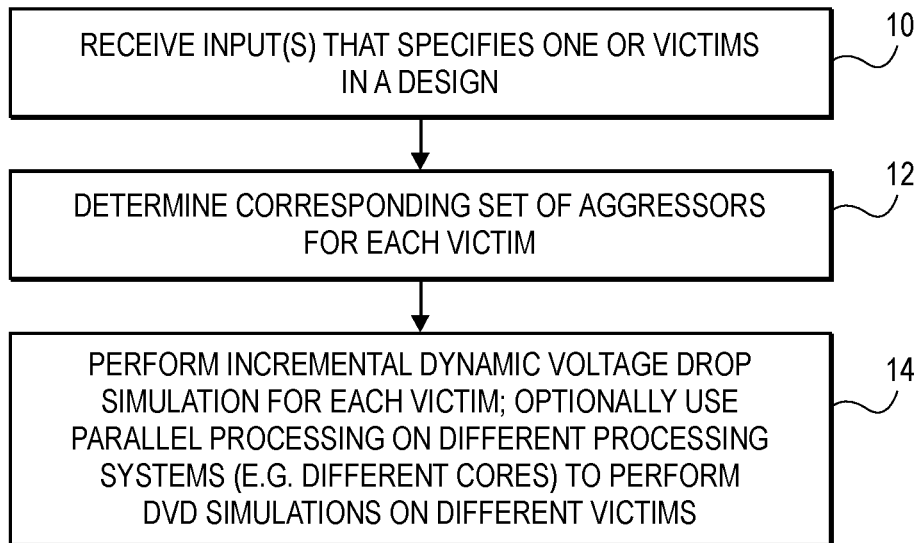 RECEIVE INPUT(S) THAT SPECIFIES ONE OR VICTIMS
IN A DESIGN
10
DETERMINE CORRESPONDING SET OF AGGRESSORS
FOR EACH VICTIM
12
PERFORM INCREMENTAL DYNAMIC VOLTAGE DROP
SIMULATION FOR EACH VICTIM; OPTIONALLY USE
PARALLEL PROCESSING ON DIFFERENT PROCESSING
SYSTEMS (E.G. DIFFERENT CORES) TO PERFORM
DVD SIMULATIONS ON DIFFERENT VICTIMS
14